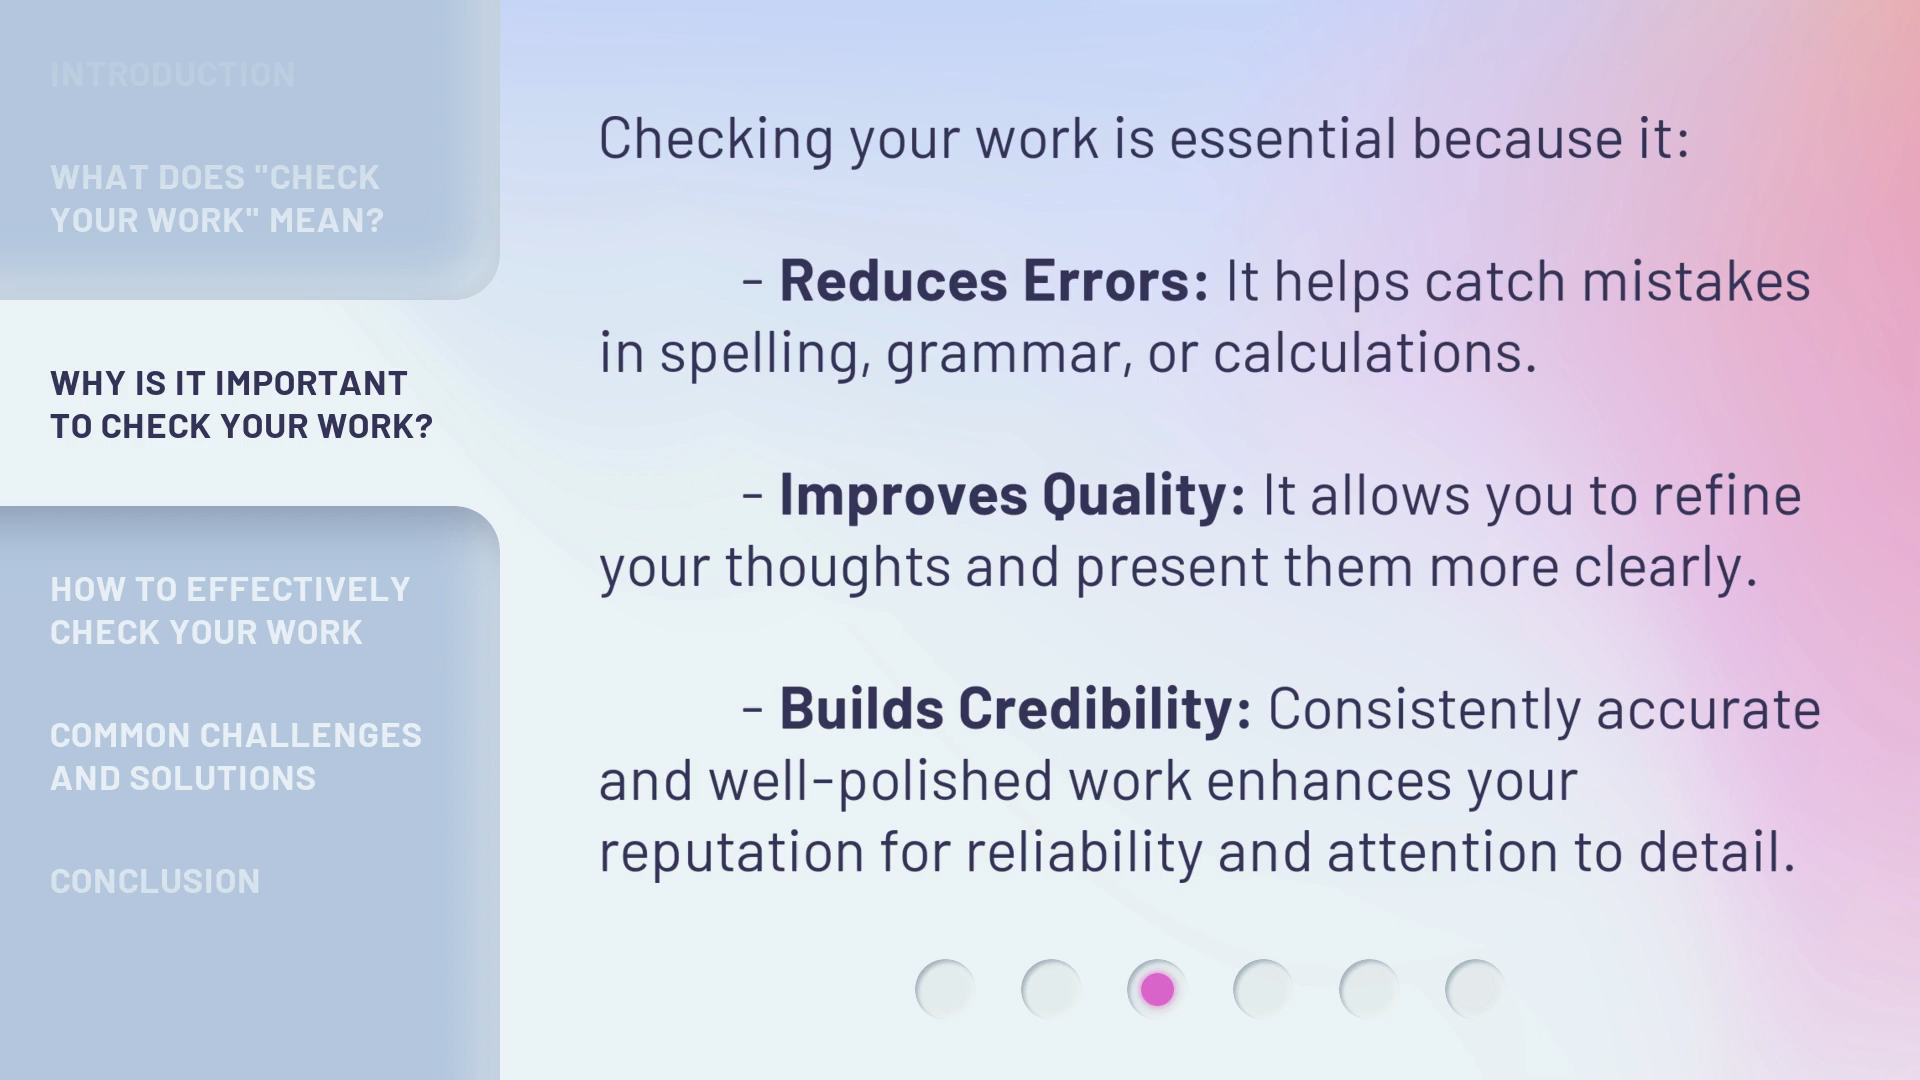 INTRODUCTION
WHAT DOES "CHECK
YOUR WORK" MEAN?
WHY IS IT IMPORTANT
TO CHECK YOUR WORK?
HOW TO EFFECTIVELY
CHECK YOUR WORK
COMMON CHALLENGES
AND SOLUTIONS
CONCLUSION
Checking your work is essential because it:
- Reduces Errors: It helps catch mistakes
in spelling, grammar, or calculations.
- Improves Quality: It allows you to refine
your thoughts and present them more clearly.
- Builds Credibility: Consistently accurate
and well-polished work enhances your
reputation for reliability and attention to detail.